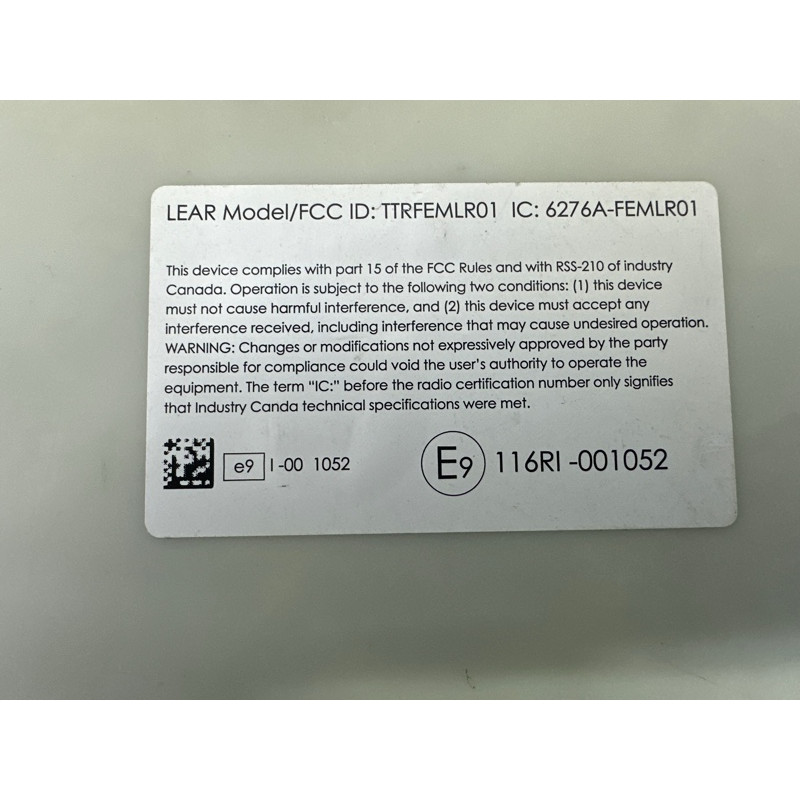 LEAR Model/FCC ID: TTRFEMLR01 IC: 6276A-FEMLR01
This device complies with part 15 of the FCC Rules and with RSS-210 of industry
Canada. Operation is subject to the following two conditions: (1) this device
must not cause harmful interference, and (2) this device must accept any
interference received, including interference that may cause undesired operation.
WARNING: Changes or modifications not expressively approved by the party
responsible for compliance could void the user's authority to operate the
equipment. The term "IC:" before the radio certification number only signifies
that Industry Canda technical specifications were met.
e9 I-00 1052 E9 116RI-001052